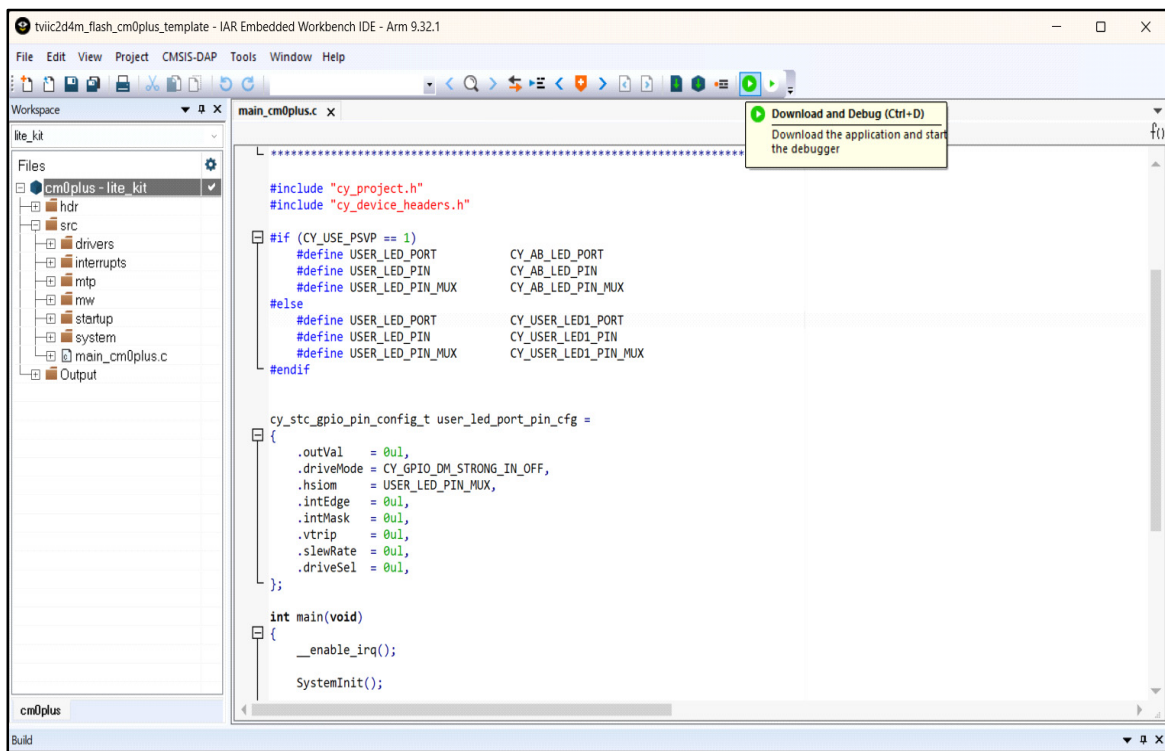 tviic2d4m_flash_cm0plus_template - IAR Embedded Workbench IDE - Arm 9.32.1
File Edit View Project CMSIS-DAP Tools Window Help
Workspace
main_cm0plus.c
Download and Debug (Ctrl+D)
Download the application and start
the debugger
lite_kit
f()
Files
cm0plus - lite_kit
hdr
src
drivers
interrupts
mtp
mw
startup
system
main_cm0plus.c
Output
*******************************************************************************
#include "cy_project.h"
#include "cy_device_headers.h"
#if (CY_USE_PSVP == 1)
#define USER_LED_PORT CY_AB_LED_PORT
#define USER_LED_PIN CY_AB_LED_PIN
#define USER_LED_PIN_MUX CY_AB_LED_PIN_MUX
#else
#define USER_LED_PORT CY_USER_LED1_PORT
#define USER_LED_PIN CY_USER_LED1_PIN
#define USER_LED_PIN_MUX CY_USER_LED1_PIN_MUX
#endif
cy_stc_gpio_pin_config_t user_led_port_pin_cfg =
{
.outVal = 0ul,
.driveMode = CY_GPIO_DM_STRONG_IN_OFF,
.hsiom = USER_LED_PIN_MUX,
.intEdge = 0ul,
.intMask = 0ul,
.vtrip = 0ul,
.slewRate = 0ul,
.driveSel = 0ul,
};
int main(void)
{
__enable_irq();
SystemInit();
cm0plus
Build